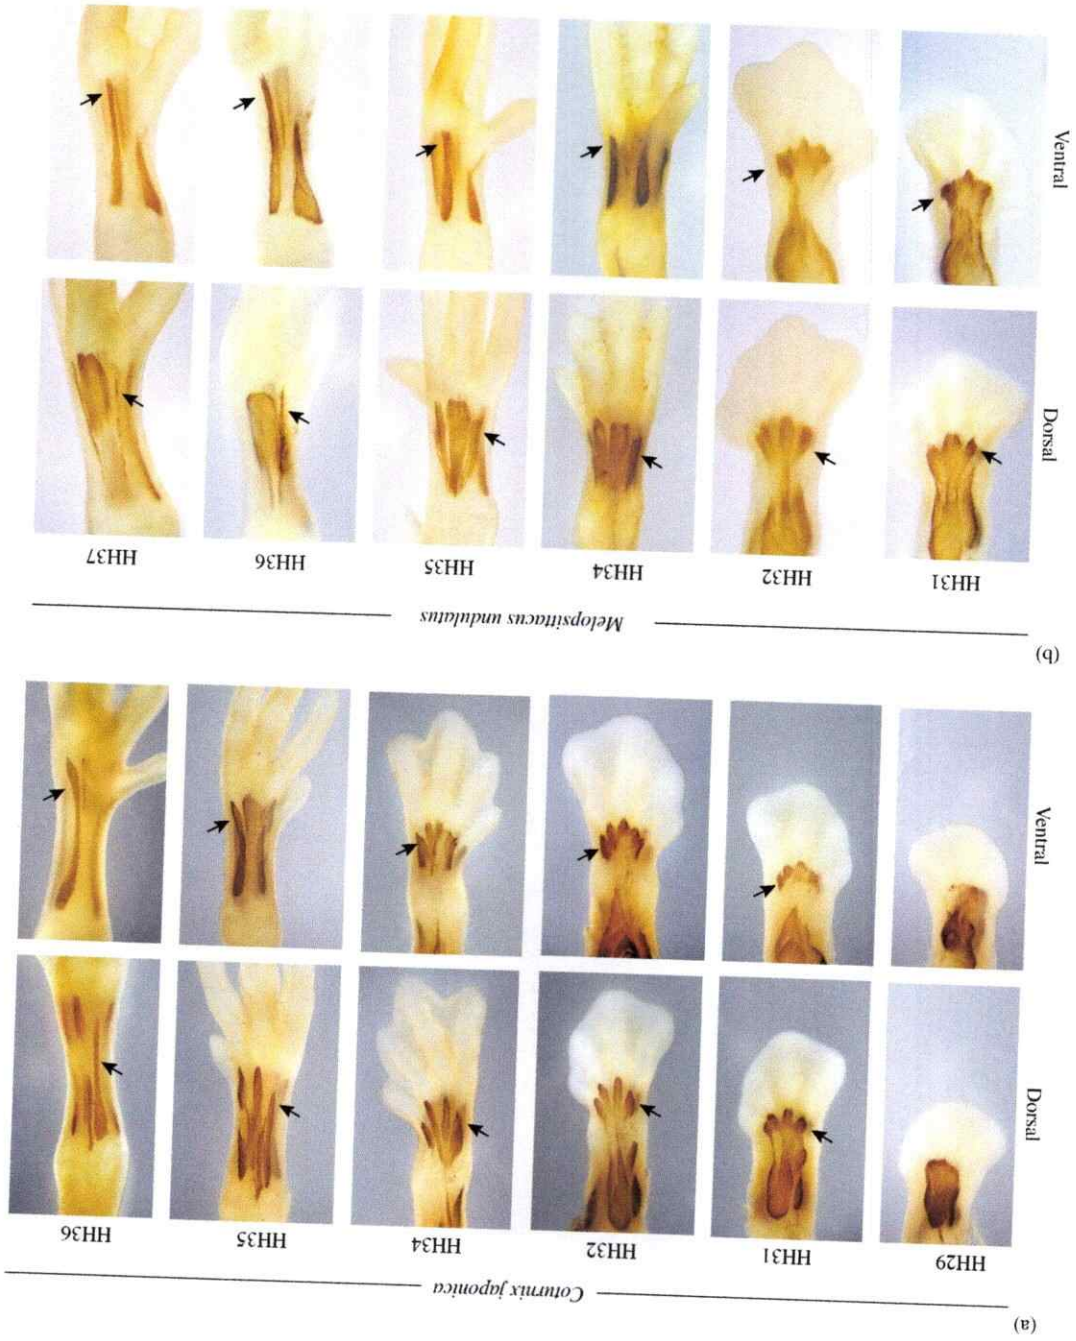 (a)
Coturnix japonica
HH29 HH31 HH32 HH34 HH35 HH36
Dorsal
Ventral
(b)
Melopsittacus undulatus
HH31 HH32 HH34 HH35 HH36 HH37
Dorsal
Ventral